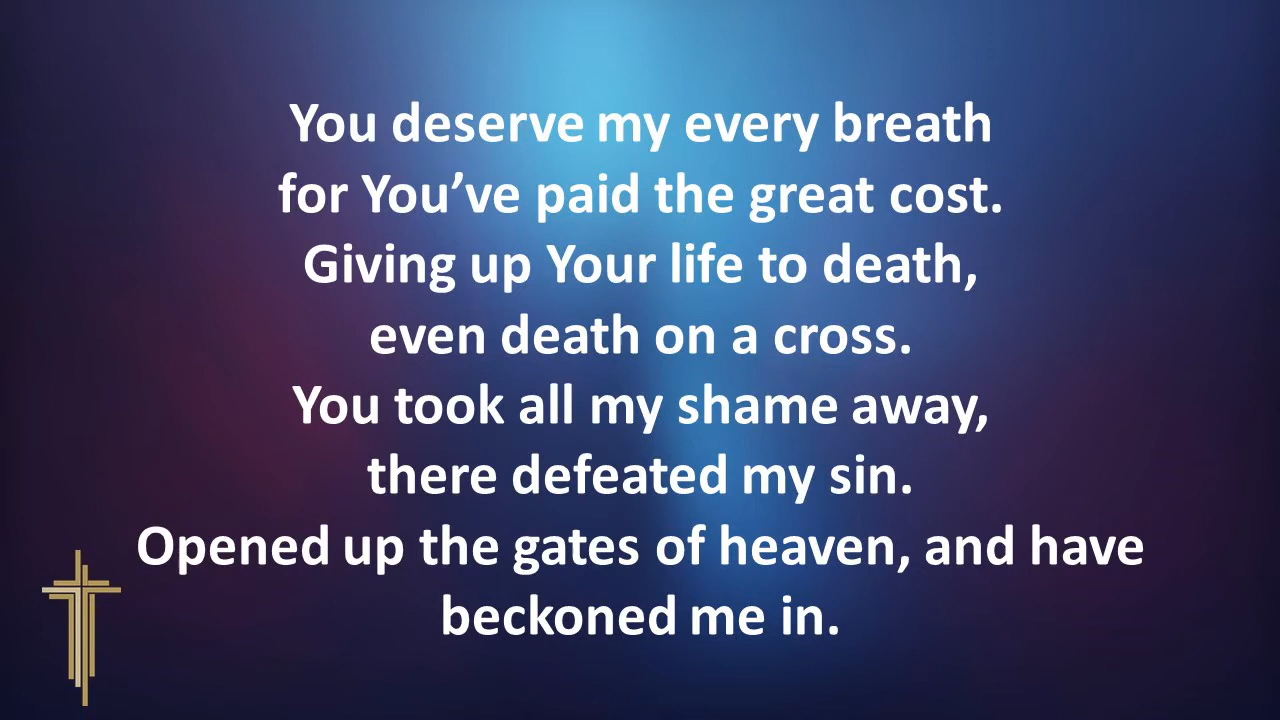 You deserve my every breath
for You’ve paid the great cost.
Giving up Your life to death,
even death on a cross.
You took all my shame away,
there defeated my sin.
Opened up the gates of heaven, and have
beckoned me in.